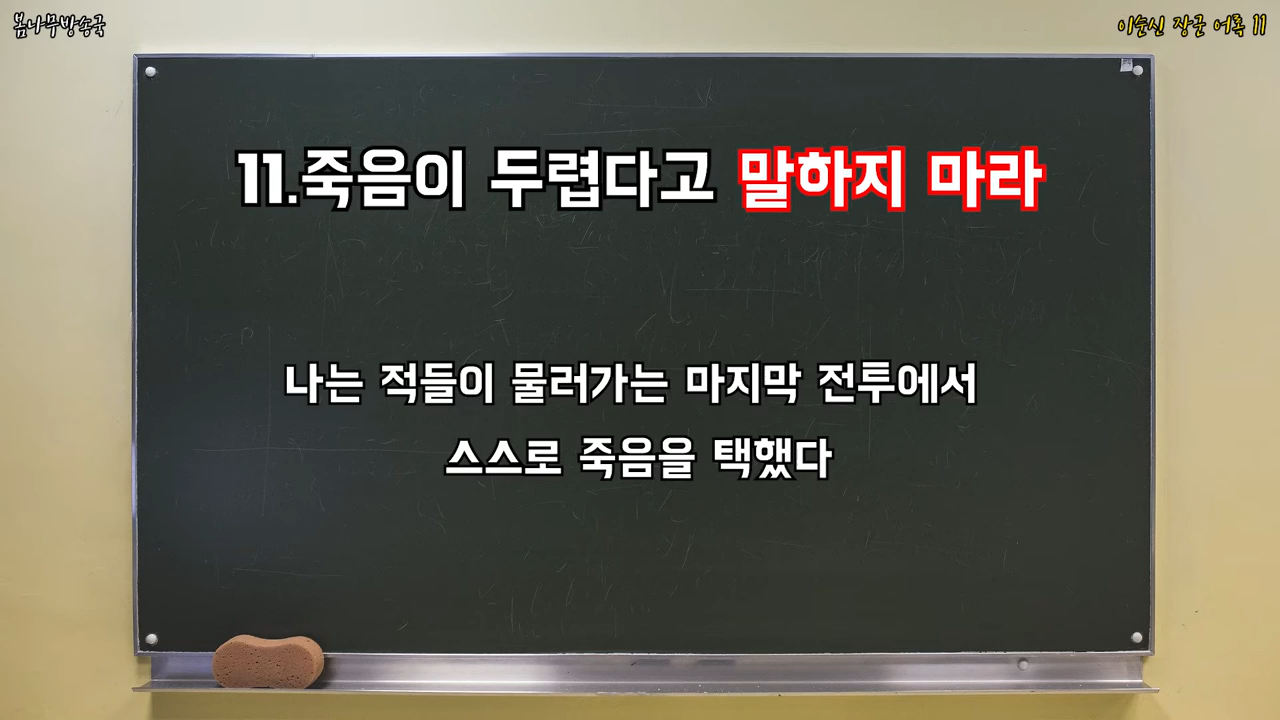 봄나무방송국
이순신 장군 어록 11
11.죽음이 두렵다고 말하지 마라
나는 적들이 물러가는 마지막 전투에서
스스로 죽음을 택했다